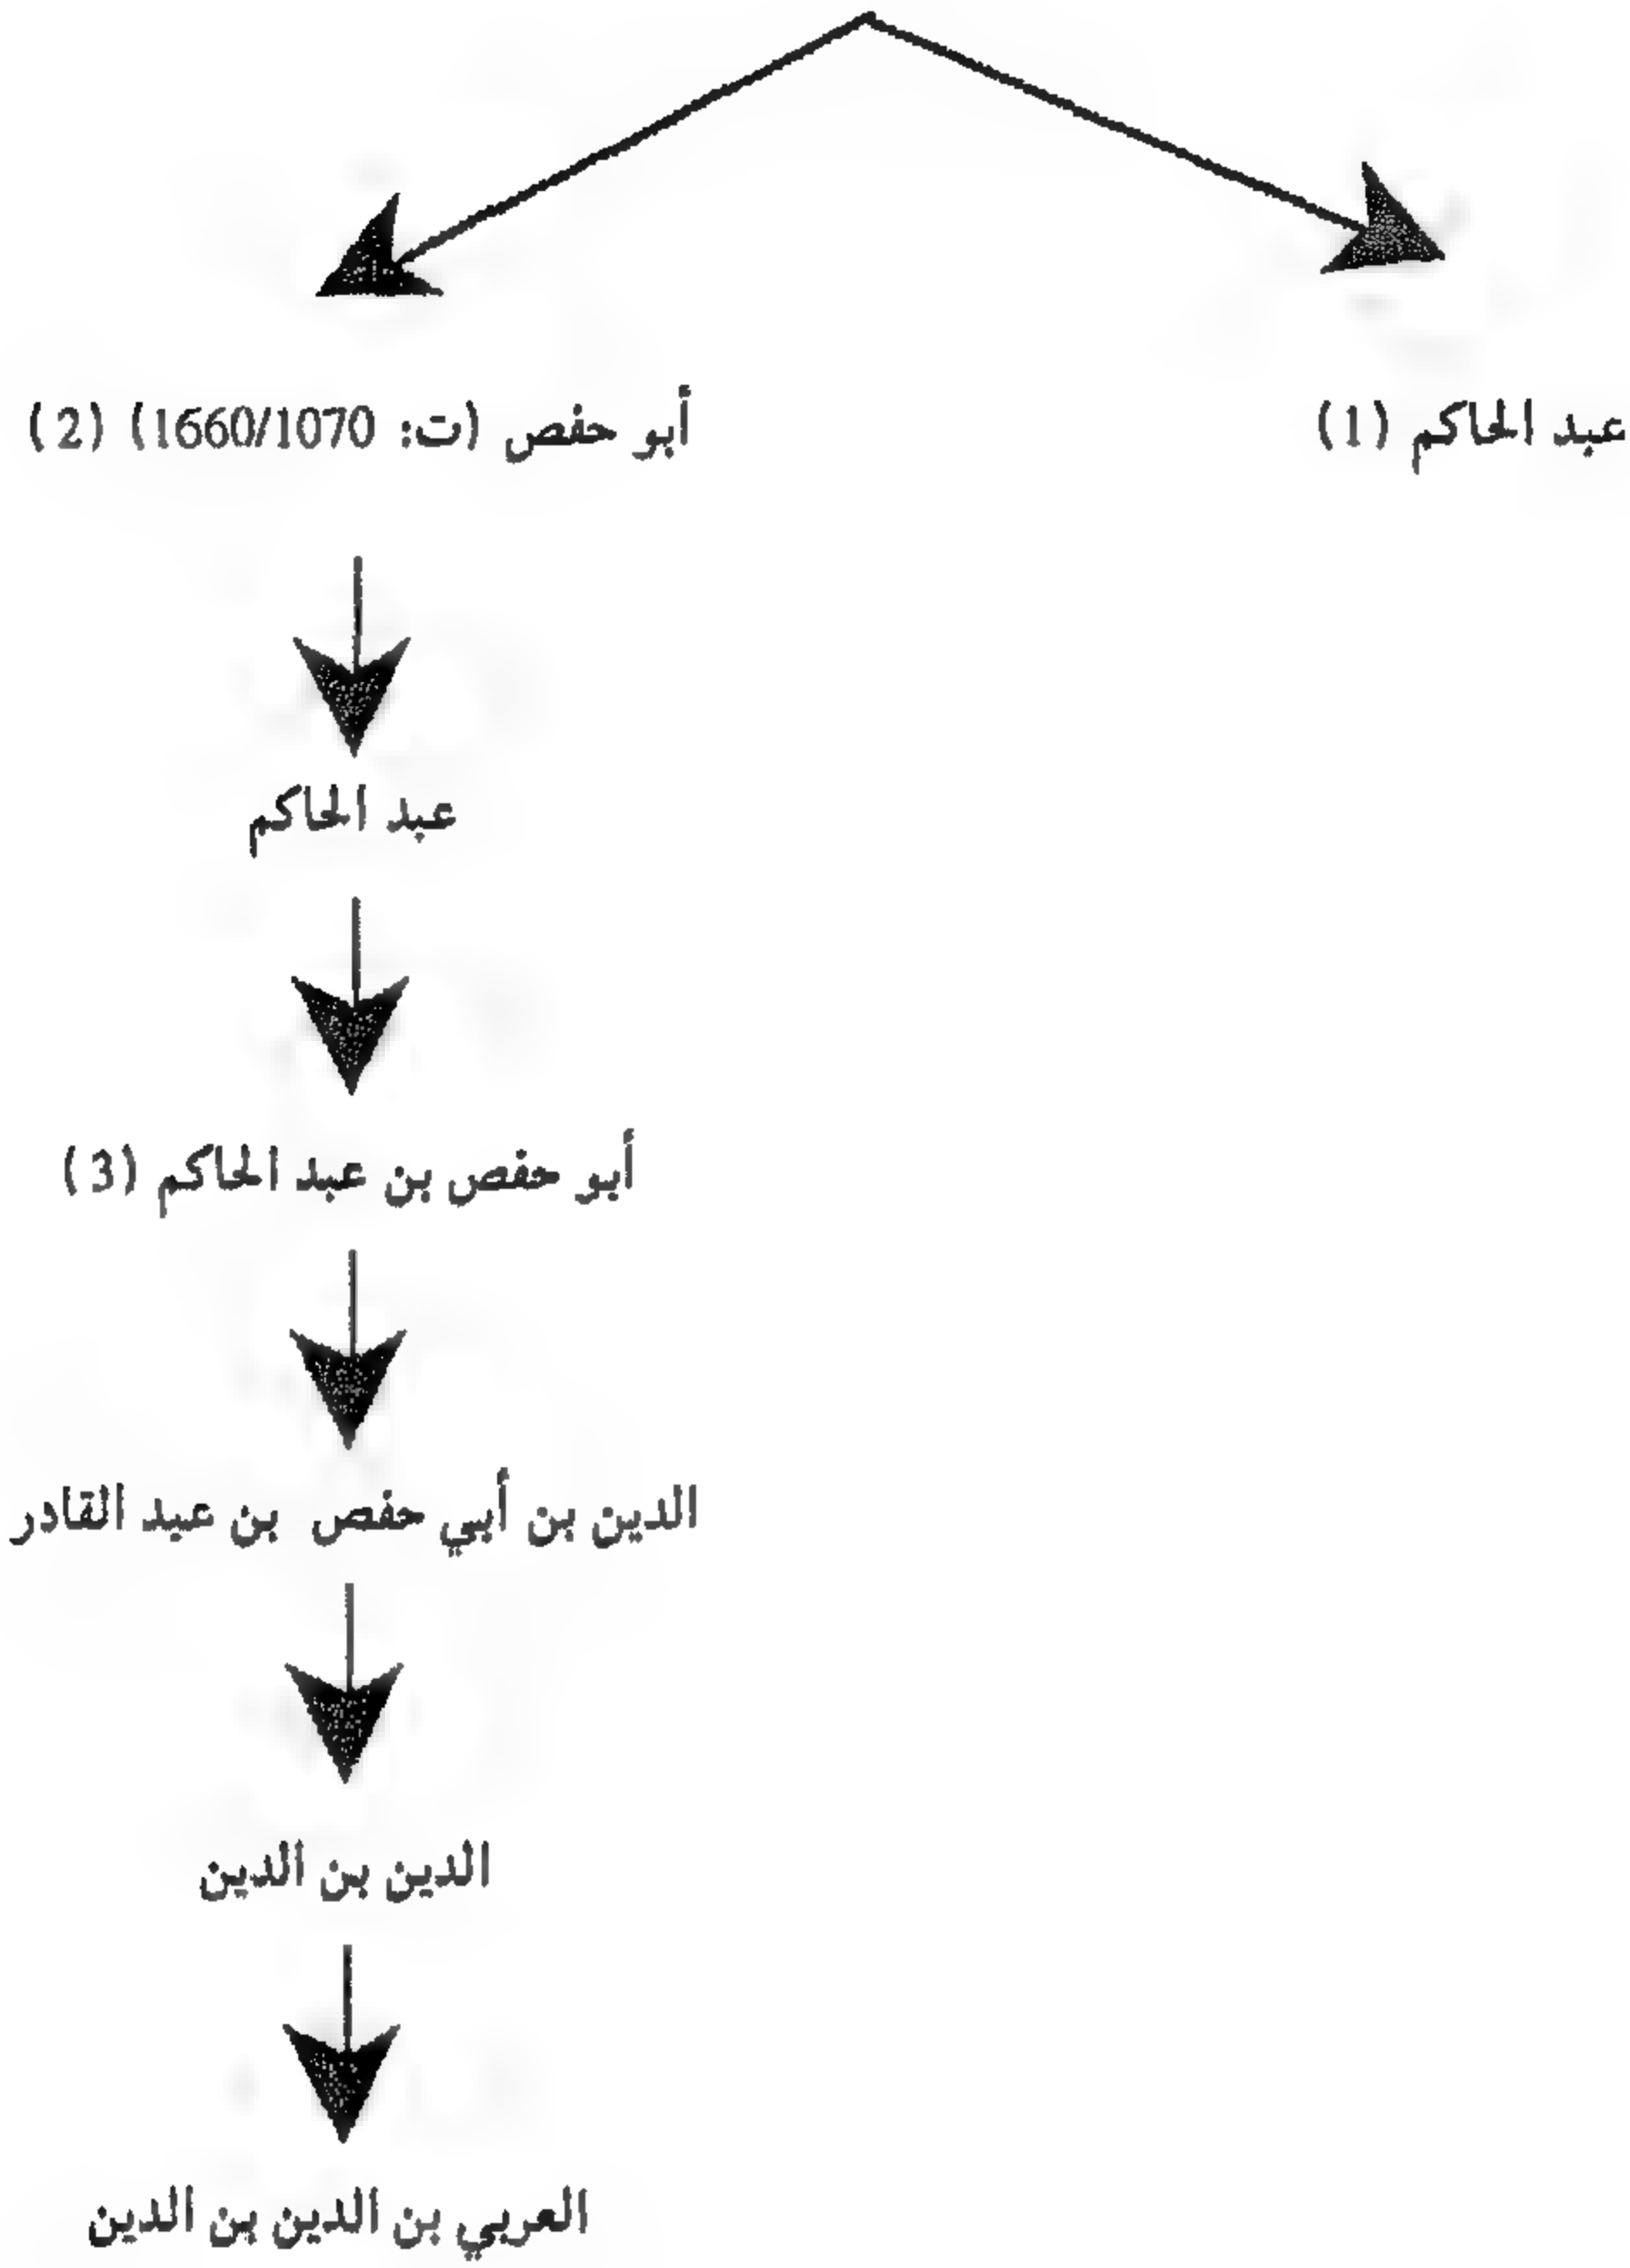 عبد الحاكم (1)
أبو حفص (ت: 1660/1070) (2)
عبد الحاكم
أبو حفص بن عبد الحاكم (3)
الدين بن أبي حفص بن عبد القادر
الدين بن الدين
العربي بن الدين بن الدين